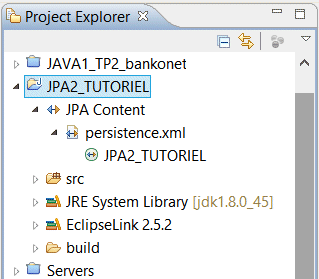 Project Explorer
JAVA1_TP2_bankonet
JPA2_TUTORIEL
JPA Content
persistence.xml
JPA2_TUTORIEL
src
JRE System Library [jdk1.8.0_45]
EclipseLink 2.5.2
build
Servers